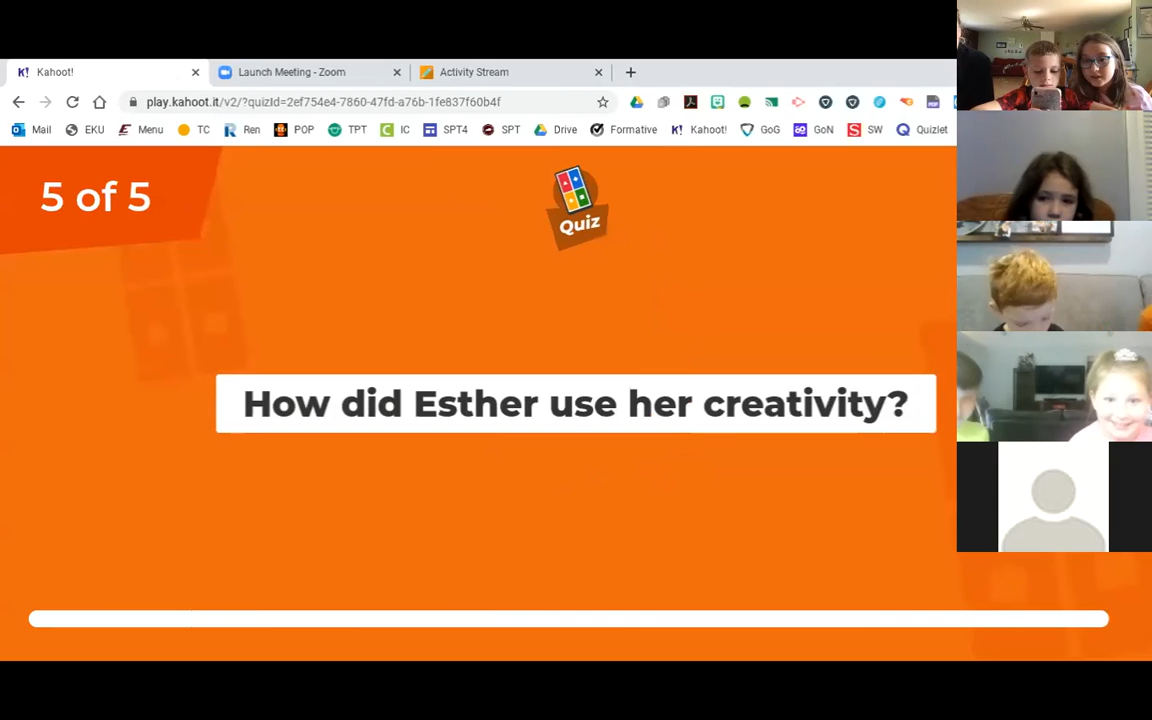 K! Kahoot!
Launch Meeting - Zoom
Activity Stream
play.kahoot.it/v2/?quizId=2ef754e4-7860-47fd-a76b-1fe837f60b4f
Mail EKU Menu TC Ren POP TPT IC SPT4 SPT Drive Formative K! Kahoot! GoG GoN SW Quizlet
5 of 5
Quiz
How did Esther use her creativity?